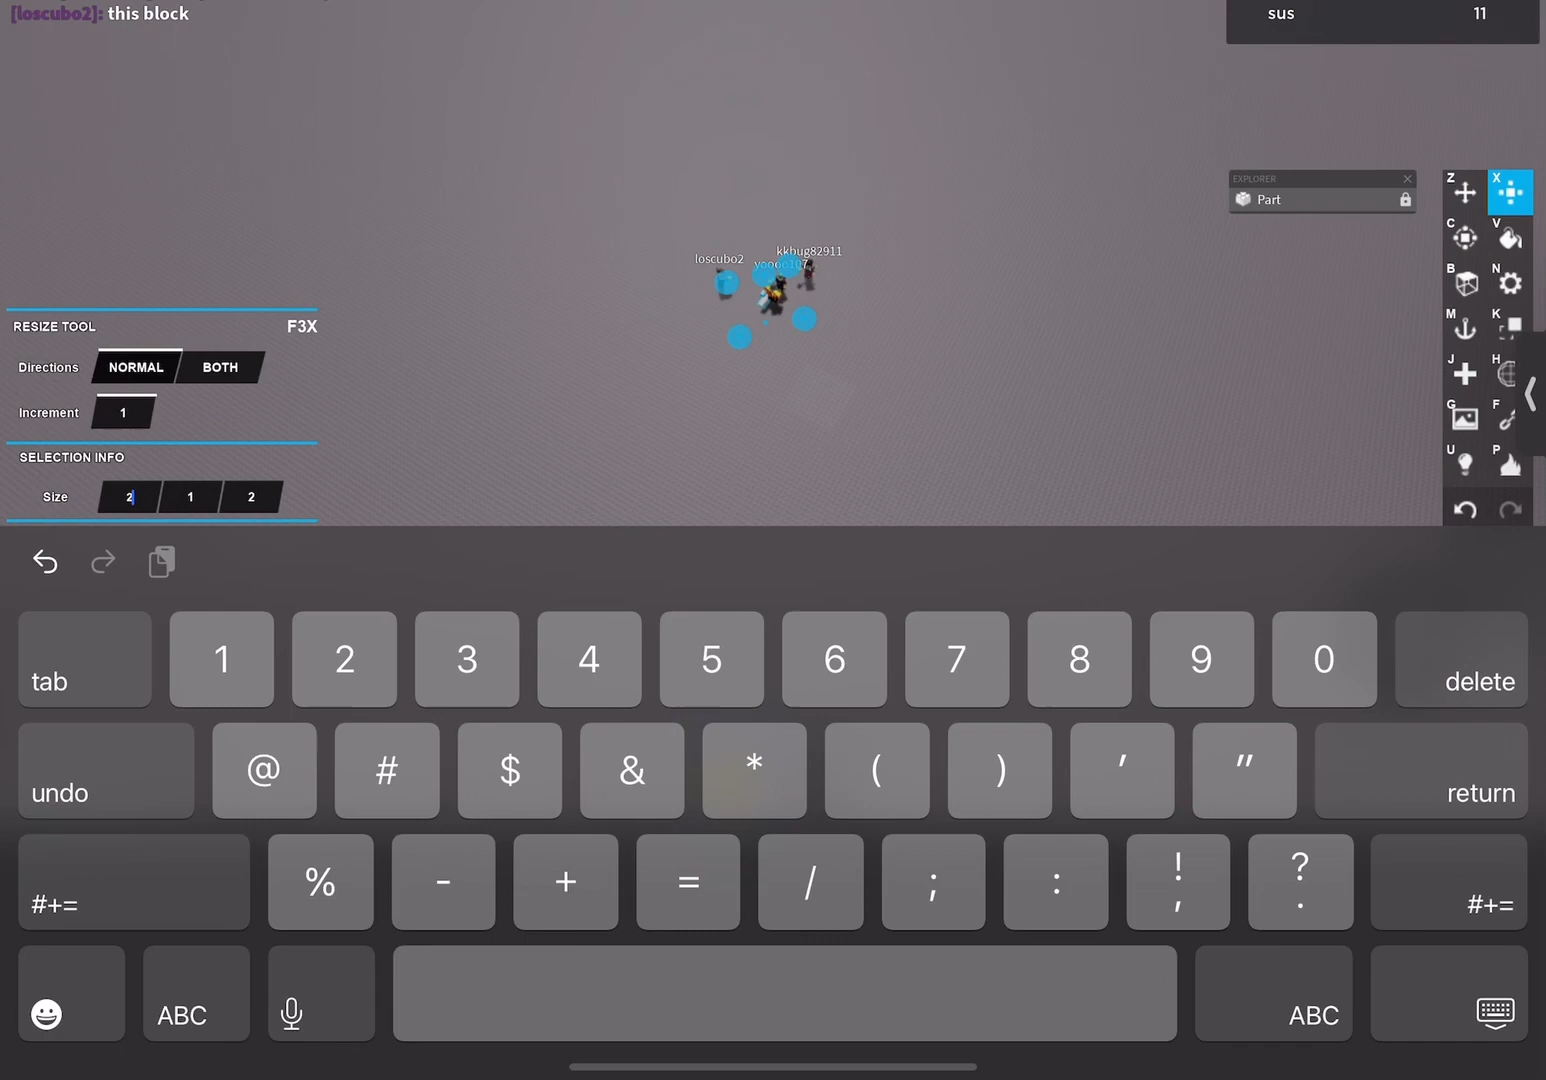 [loscubo2]: this block
sus 11
EXPLORER
Part
loscubo2
kkbug82911
RESIZE TOOL F3X
Directions NORMAL BOTH
Increment 1
SELECTION INFO
Size 2 1 2
Z X
C V
B N
M K
J H
G F
U P
tab 1 2 3 4 5 6 7 8 9 0 delete
undo @ # $ & * ( ) ' " return
#+= % - + = / ; : ! , ? . #+=
ABC ABC